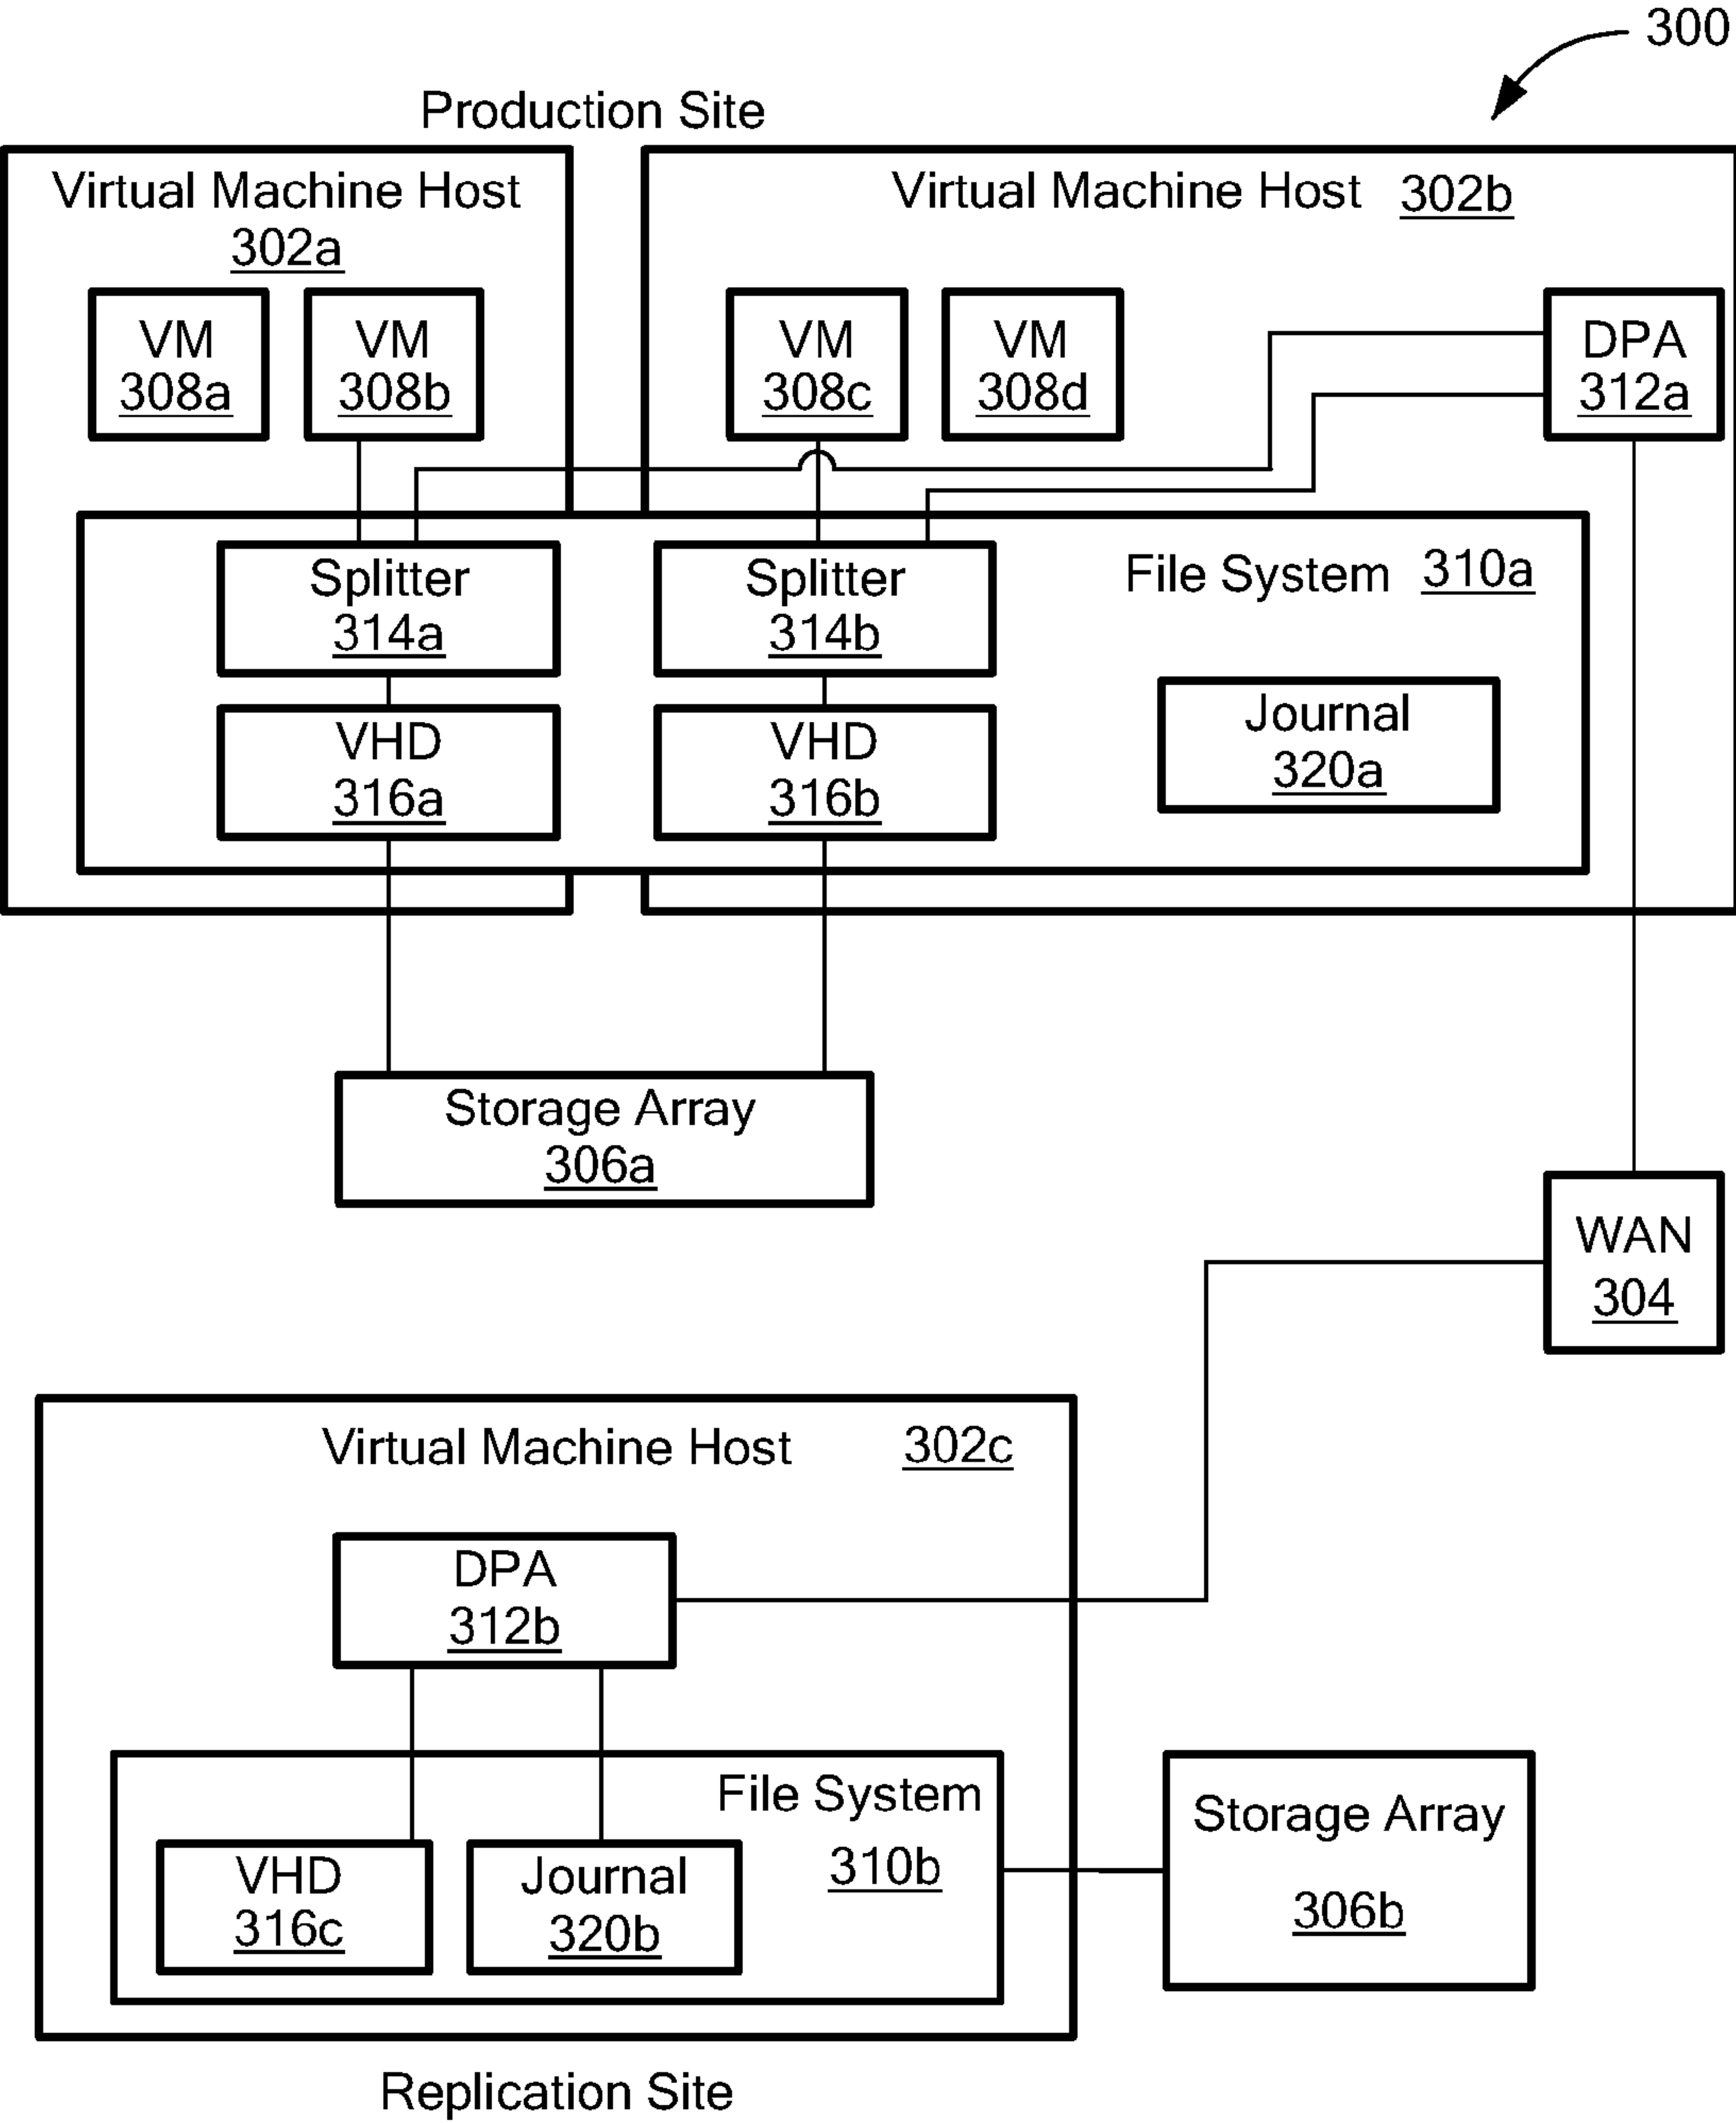 300
Production Site
Virtual Machine Host
302a
Virtual Machine Host 302b
VM
308a
VM
308b
VM
308c
VM
308d
DPA
312a
Splitter
314a
Splitter
314b
File System 310a
VHD
316a
VHD
316b
Journal
320a
Storage Array
306a
WAN
304
Virtual Machine Host 302c
DPA
312b
File System
310b
VHD
316c
Journal
320b
Storage Array
306b
Replication Site